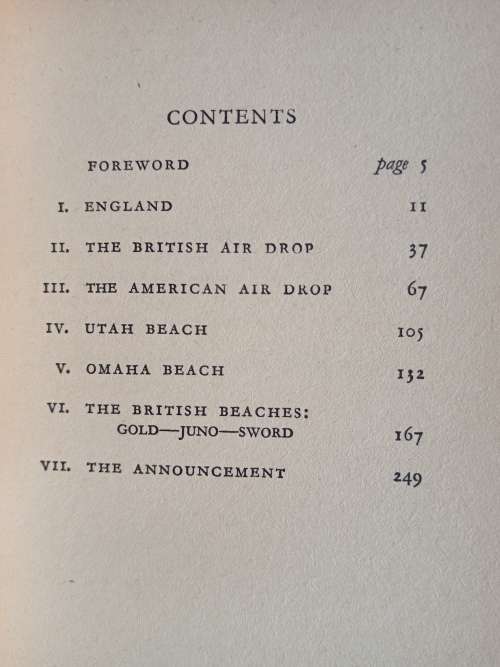 CONTENTS
FOREWORD page 5
I. ENGLAND 11
II. THE BRITISH AIR DROP 37
III. THE AMERICAN AIR DROP 67
IV. UTAH BEACH 105
V. OMAHA BEACH 132
VI. THE BRITISH BEACHES:
GOLD—JUNO—SWORD 167
VII. THE ANNOUNCEMENT 249